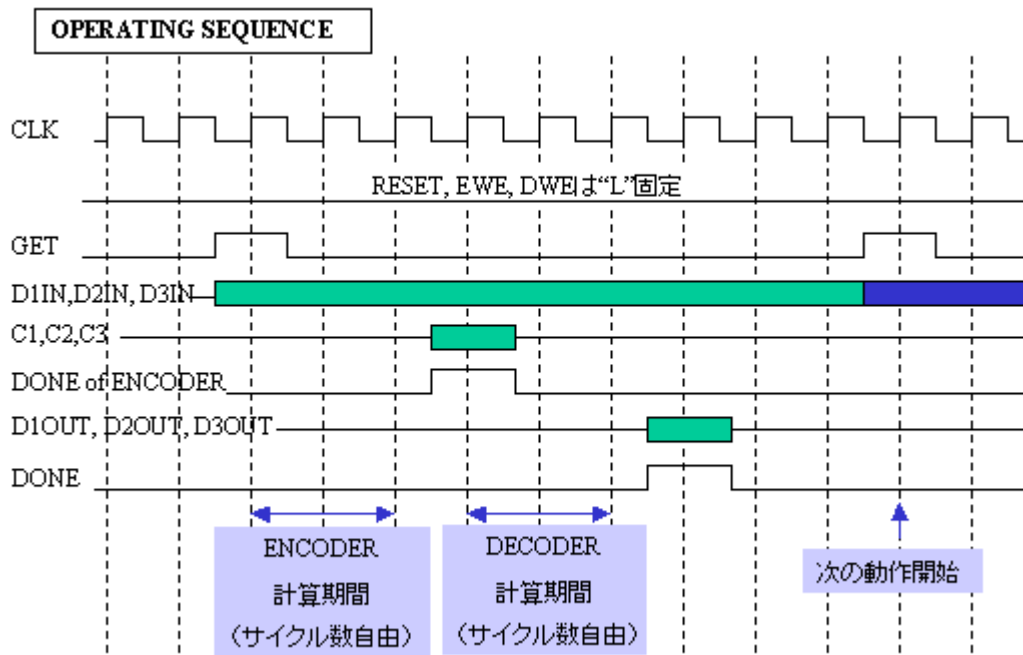 OPERATING SEQUENCE
CLK
RESET, EWE, DWEは“L”固定
GET
D1IN,D2IN, D3IN
C1,C2,C3
DONE of ENCODER
D1OUT, D2OUT, D3OUT
DONE
ENCODER
計算期間
（サイクル数自由）
DECODER
計算期間
（サイクル数自由）
次の動作開始